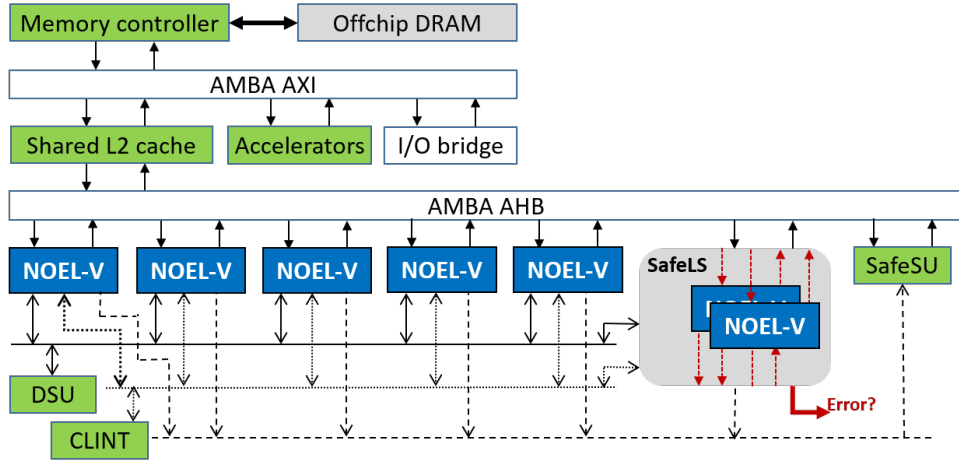 Memory controller
Offchip DRAM
AMBA AXI
Shared L2 cache
Accelerators
I/O bridge
AMBA AHB
NOEL-V
NOEL-V
NOEL-V
NOEL-V
NOEL-V
SafeLS
SafeSU
NOEL-V
DSU
CLINT
Error?